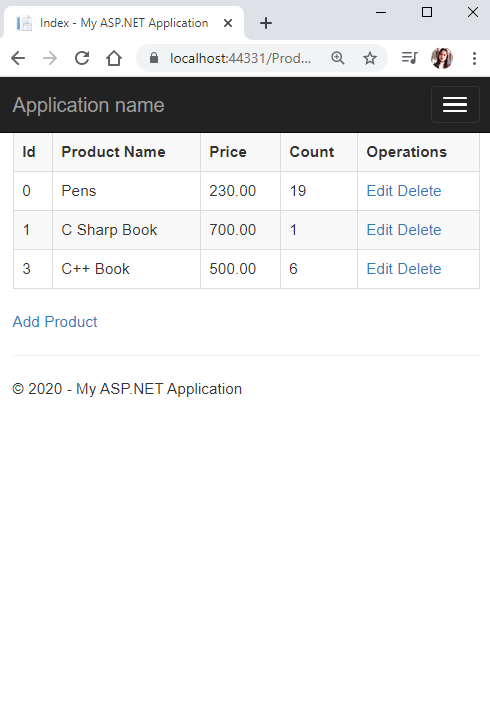 Index - My ASP.NET Application
localhost:44331/Prod...
Application name
Id Product Name Price Count Operations
0 Pens 230.00 19 Edit Delete
1 C Sharp Book 700.00 1 Edit Delete
3 C++ Book 500.00 6 Edit Delete
Add Product
© 2020 - My ASP.NET Application